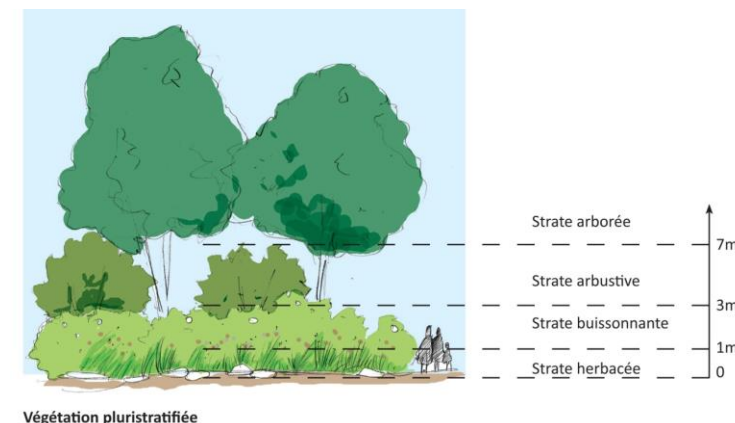 Strate arborée
7m
Strate arbustive
3m
Strate buissonnante
1m
Strate herbacée
0
Végétation pluristratifiée